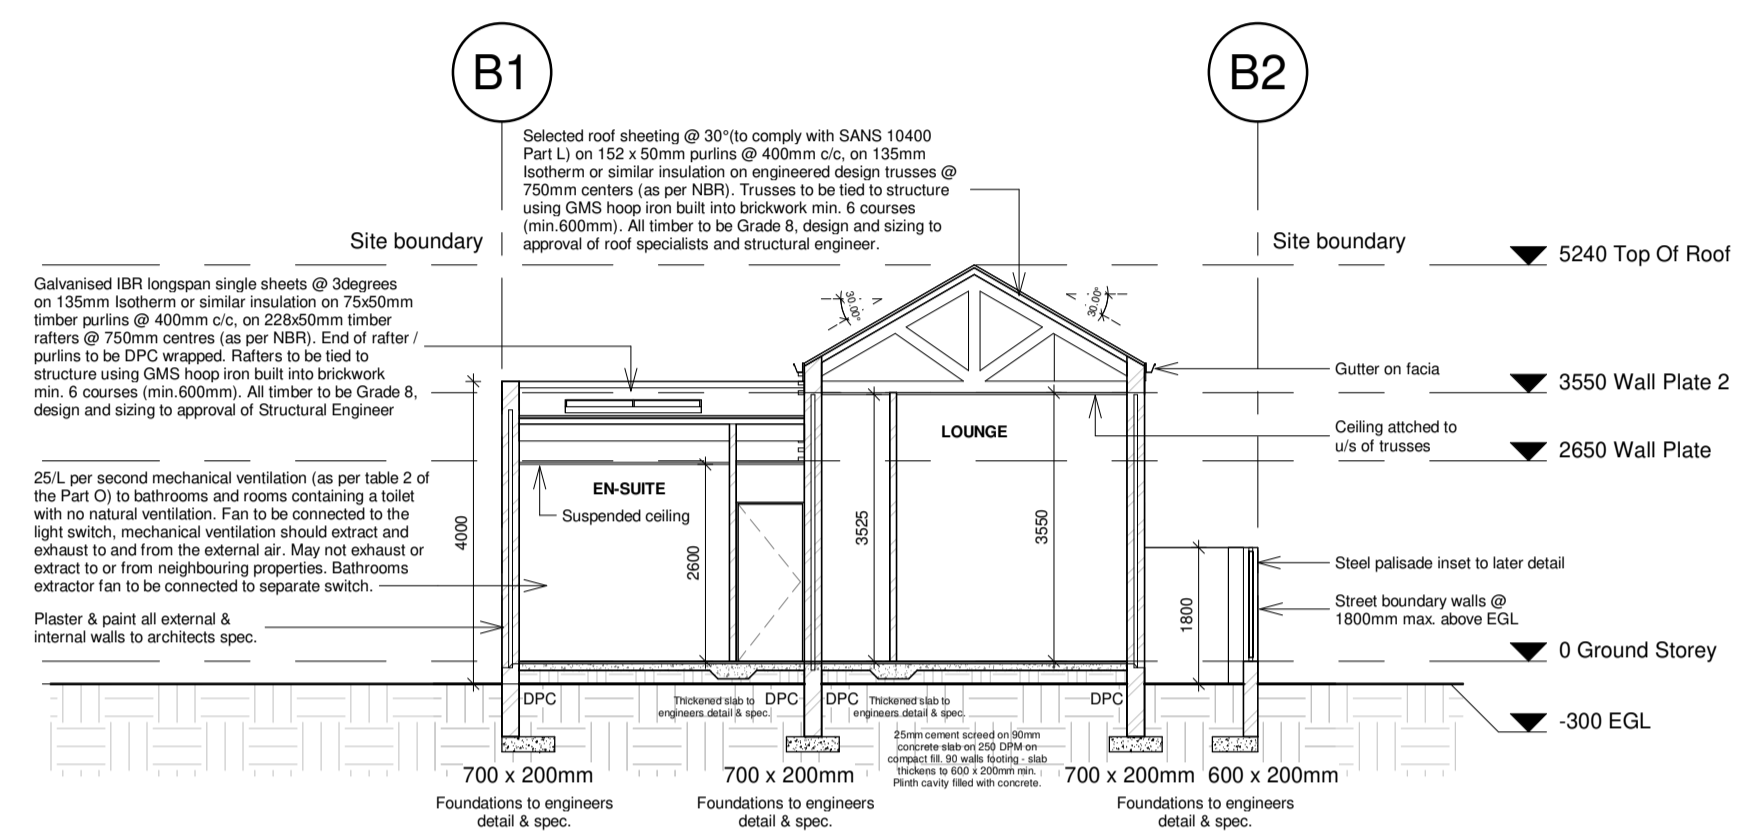 B1
B2
Selected roof sheeting @ 30°(to comply with SANS 10400
Part L) on 152 x 50mm purlins @ 400mm c/c, on 135mm
Isotherm or similar insulation on engineered design trusses @
750mm centers (as per NBR). Trusses to be tied to structure
using GMS hoop iron built into brickwork min. 6 courses
(min.600mm). All timber to be Grade 8, design and sizing to
approval of roof specialists and structural engineer.
Site boundary
Site boundary
5240 Top Of Roof
Galvanised IBR longspan single sheets @ 3degrees
on 135mm Isotherm or similar insulation on 75x50mm
timber purlins @ 400mm c/c, on 228x50mm timber
rafters @ 750mm centres (as per NBR). End of rafter /
purlins to be DPC wrapped. Rafters to be tied to
structure using GMS hoop iron built into brickwork
min. 6 courses (min.600mm). All timber to be Grade 8,
design and sizing to approval of Structural Engineer
30.00°
30.00°
Gutter on facia
3550 Wall Plate 2
Ceiling attched to
u/s of trusses
2650 Wall Plate
LOUNGE
EN-SUITE
Suspended ceiling
25/L per second mechanical ventilation (as per table 2 of
the Part O) to bathrooms and rooms containing a toilet
with no natural ventilation. Fan to be connected to the
light switch, mechanical ventilation should extract and
exhaust to and from the external air. May not exhaust or
extract to or from neighbouring properties. Bathrooms
extractor fan to be connected to separate switch.
4000
2600
3525
3550
1800
Steel palisade inset to later detail
Street boundary walls @
1800mm max. above EGL
Plaster & paint all external &
internal walls to architects spec.
0 Ground Storey
-300 EGL
DPC
Thickened slab to
engineers detail & spec.
DPC
DPC
Thickened slab to
engineers detail & spec.
DPC
25mm cement screed on 90mm
concrete slab on 250 DPM on
compact fill. 90 walls footing - slab
thickens to 600 x 200mm min.
Plinth cavity filled with concrete.
700 x 200mm
700 x 200mm
700 x 200mm
600 x 200mm
Foundations to engineers
detail & spec.
Foundations to engineers
detail & spec.
Foundations to engineers
detail & spec.